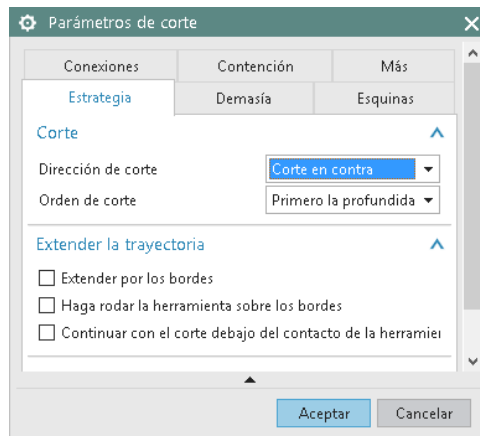 Parámetros de corte
Conexiones Contención Más
Estrategia Demasía Esquinas
Corte
Dirección de corte Corte en contra
Orden de corte Primero la profundida
Extender la trayectoria
Extender por los bordes
Haga rodar la herramienta sobre los bordes
Continuar con el corte debajo del contacto de la herramier
Aceptar Cancelar